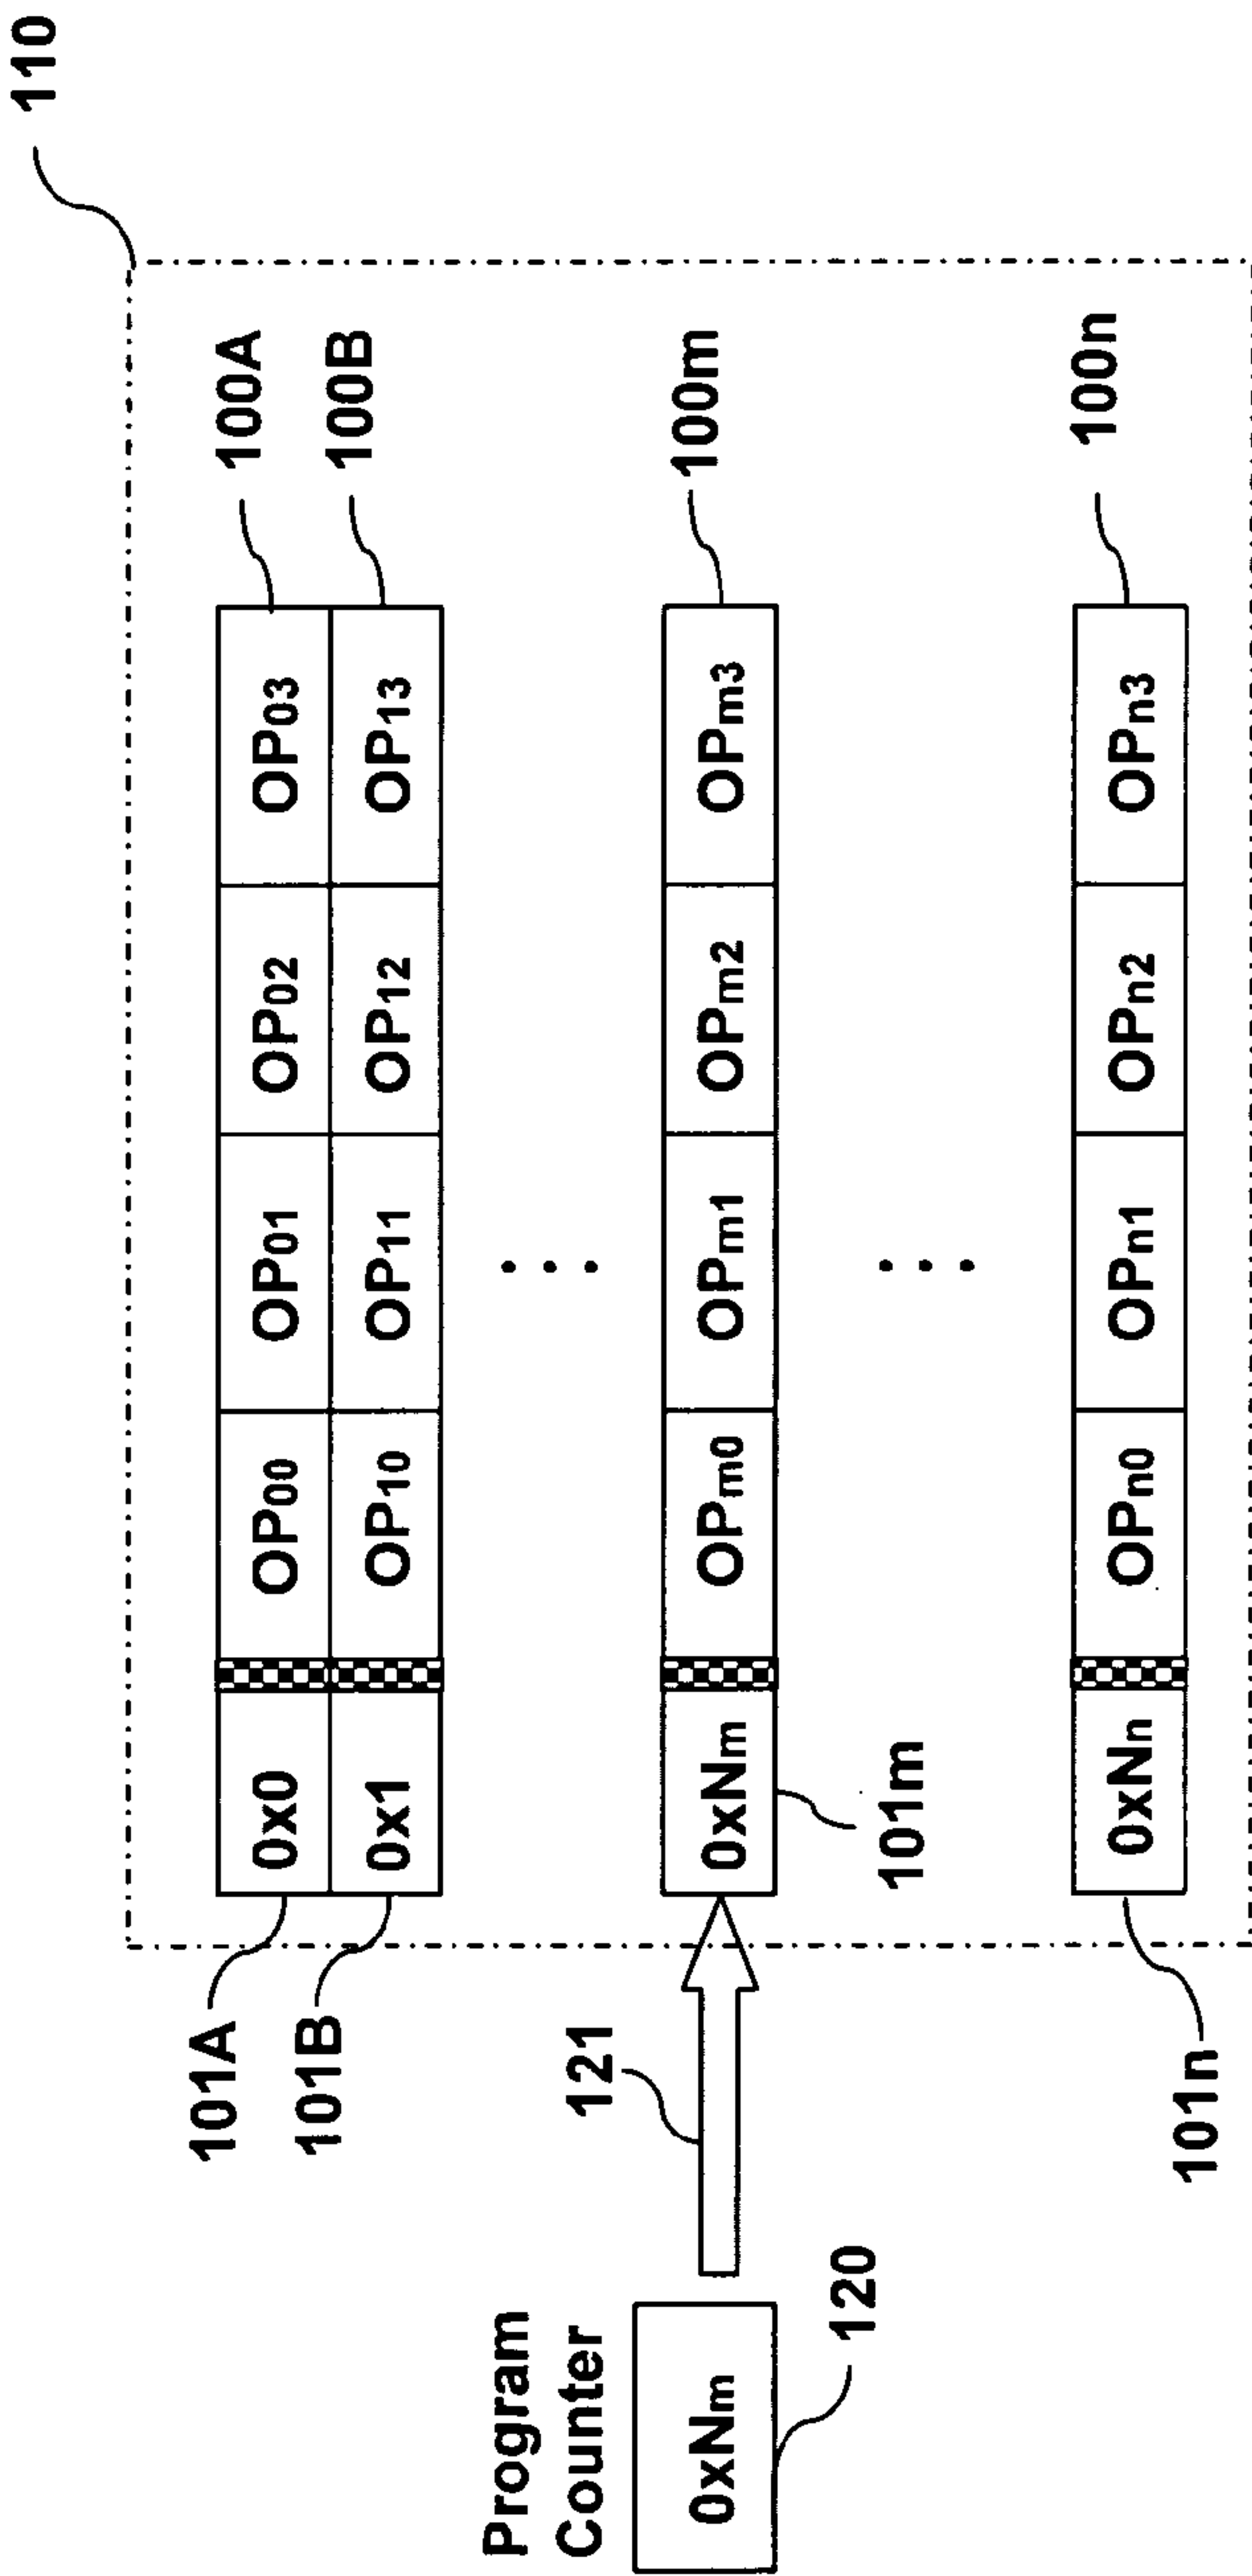 110
101A
0x0 OP00 OP01 OP02 OP03
100A
101B
0x1 OP10 OP11 OP12 OP13
100B
Program
Counter
0xNm
120
121
0xNm OPm0 OPm1 OPm2 OPm3
100m
101m
0xNn OPn0 OPn1 OPn2 OPn3
100n
101n